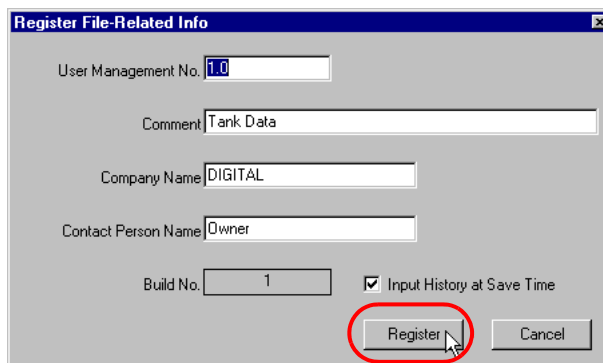 Register File-Related Info
User Management No. 1.0
Comment Tank Data
Company Name DIGITAL
Contact Person Name Owner
Build No. 1 Input History at Save Time
Register Cancel